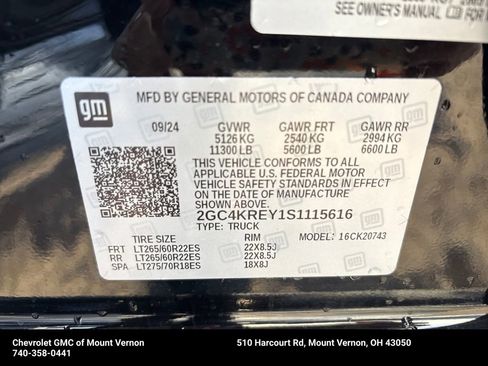 SEE OWNER'S MANUAL
gm
MFD BY GENERAL MOTORS OF CANADA COMPANY
09/24 GVWR GAWR FRT GAWR RR
5126 KG 2540 KG 2994 KG
11300 LB 5600 LB 6600 LB
THIS VEHICLE CONFORMS TO ALL
APPLICABLE U.S. FEDERAL MOTOR
VEHICLE SAFETY STANDARDS IN
EFFECT ON THE DATE OF
MANUFACTURE SHOWN ABOVE.
2GC4KREY1S1115616
TYPE: TRUCK MODEL: 16CK20743
TIRE SIZE RIM
FRT LT265/60R22ES 22X8.5J
RR LT265/60R22ES 22X8.5J
SPA LT275/70R18ES 18X8J
Chevrolet GMC of Mount Vernon 510 Harcourt Rd, Mount Vernon, OH 43050
740-358-0441